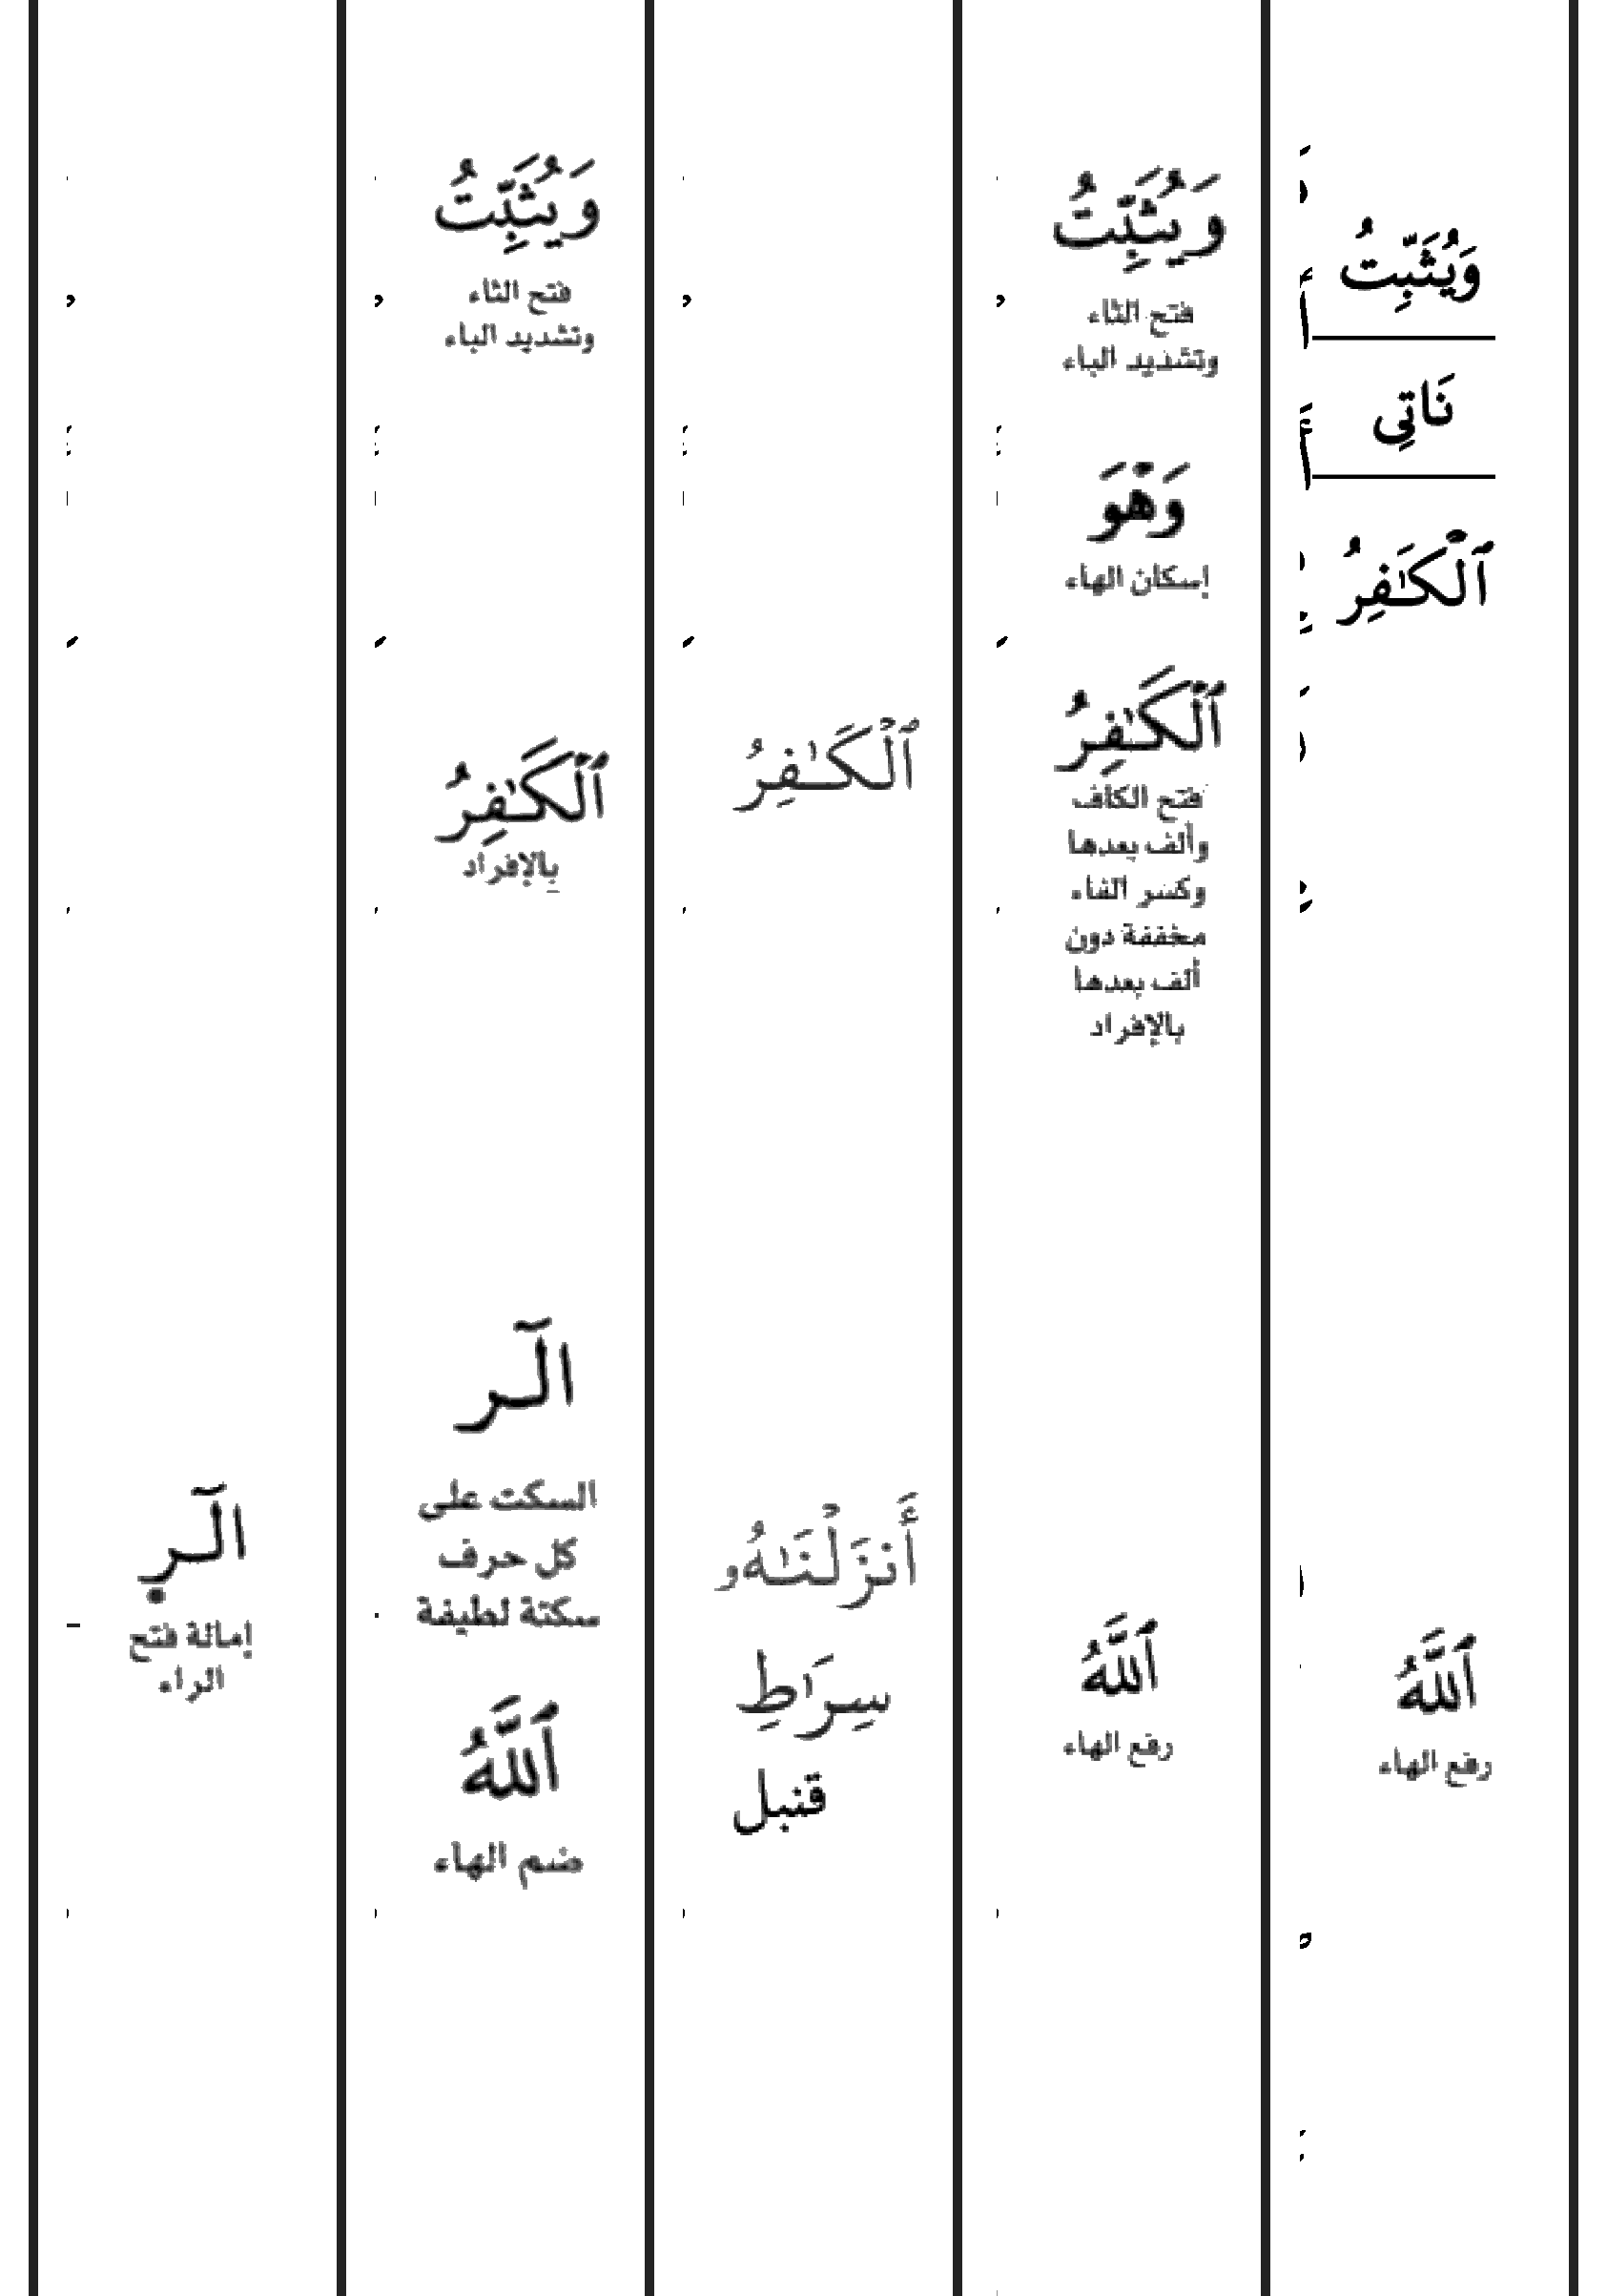 وَيُثَبِّتُ
نَاتِي
ٱلْكَٰفِرُ
ٱللَّهُ
رفع الهاء
وَيُثَبِّتُ
فتح الثاء
وتشديد الباء
وَهْوَ
إسكان الهاء
ٱلْكَٰفِرُ
فتح الكاف
وألف بعدها
وكسر الفاء
مخففة دون
ألف بعدها
بالإفراد
ٱللَّهُ
رفع الهاء
ٱلْكَٰفِرُ
أَنزَلْنَٰهُۥ
سِرَٰطِ
قنبل
وَيُثَبِّتُ
فتح الثاء
وتشديد الباء
ٱلْكَٰفِرُ
بالإفراد
الٓر
السكت على
كل حرف
سكتة لطيفة
ٱللَّهُ
ضم الهاء
الٓر
إمالة فتح
الراء